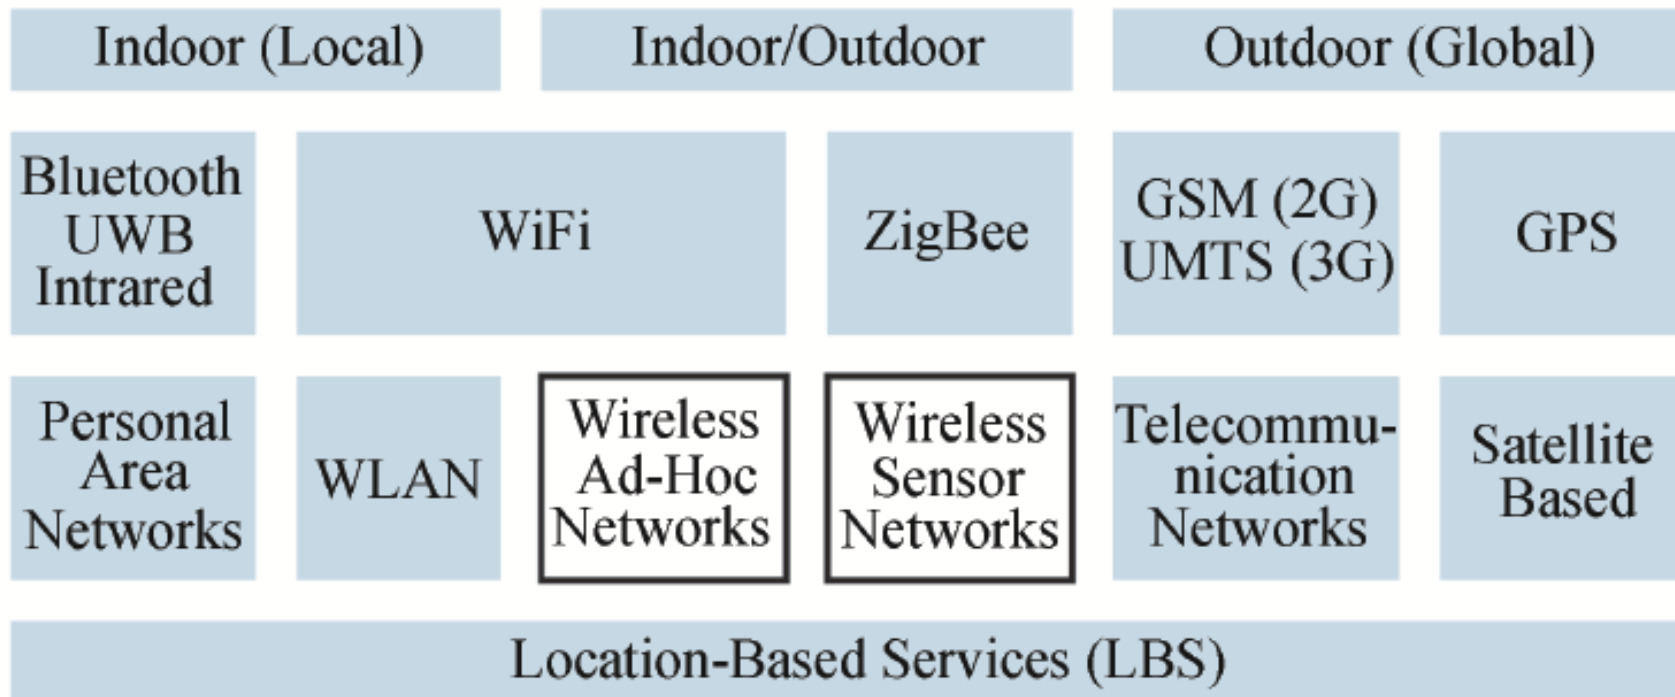 Indoor (Local)
Indoor/Outdoor
Outdoor (Global)
Bluetooth
UWB
Intrared
WiFi
ZigBee
GSM (2G)
UMTS (3G)
GPS
Personal
Area
Networks
WLAN
Wireless
Ad-Hoc
Networks
Wireless
Sensor
Networks
Telecommu-
nication
Networks
Satellite
Based
Location-Based Services (LBS)